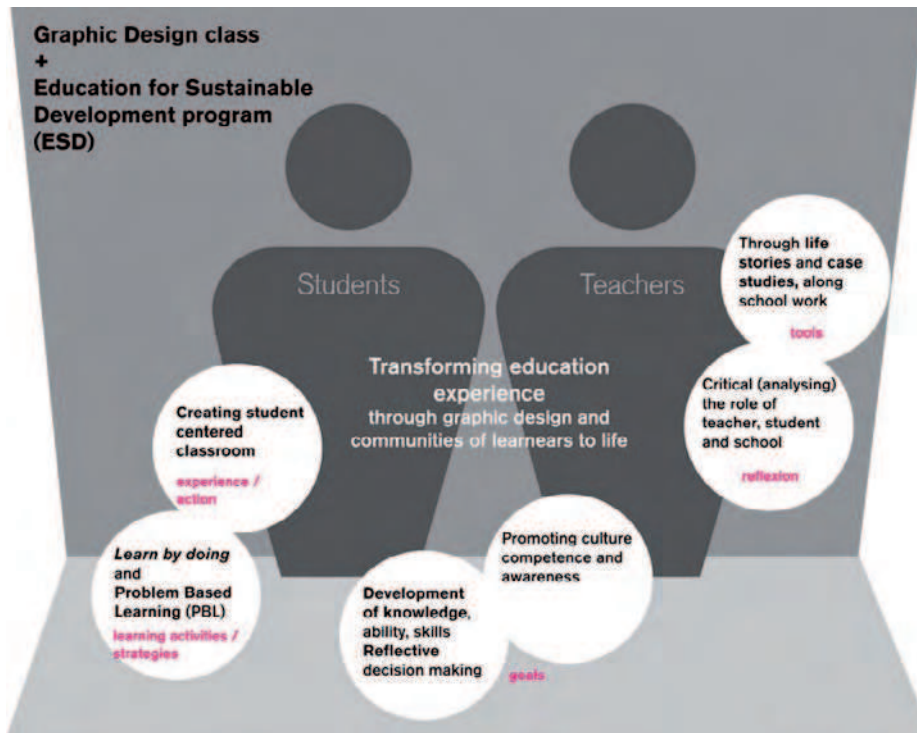 Graphic Design class
+
Education for Sustainable
Development program
(ESD)
Students
Teachers
Through life
stories and case
studies, along
school work
tools
Transforming education
experience
through graphic design and
communities of learnears to life
Critical (analysing)
the role of
teacher, student
and school
reflexion
Creating student
centered
classroom
experience /
action
Learn by doing
and
Problem Based
Learning (PBL)
learning activities /
strategies
Promoting culture
competence and
awareness
Development
of knowledge,
ability, skills
Reflective
decision making
goals